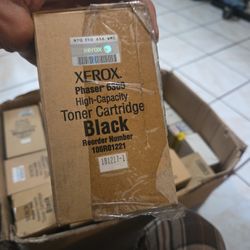 xerox
XEROX.
Phaser 6360
High-Capacity
Toner Cartridge
Black
Reorder Number
106R01221